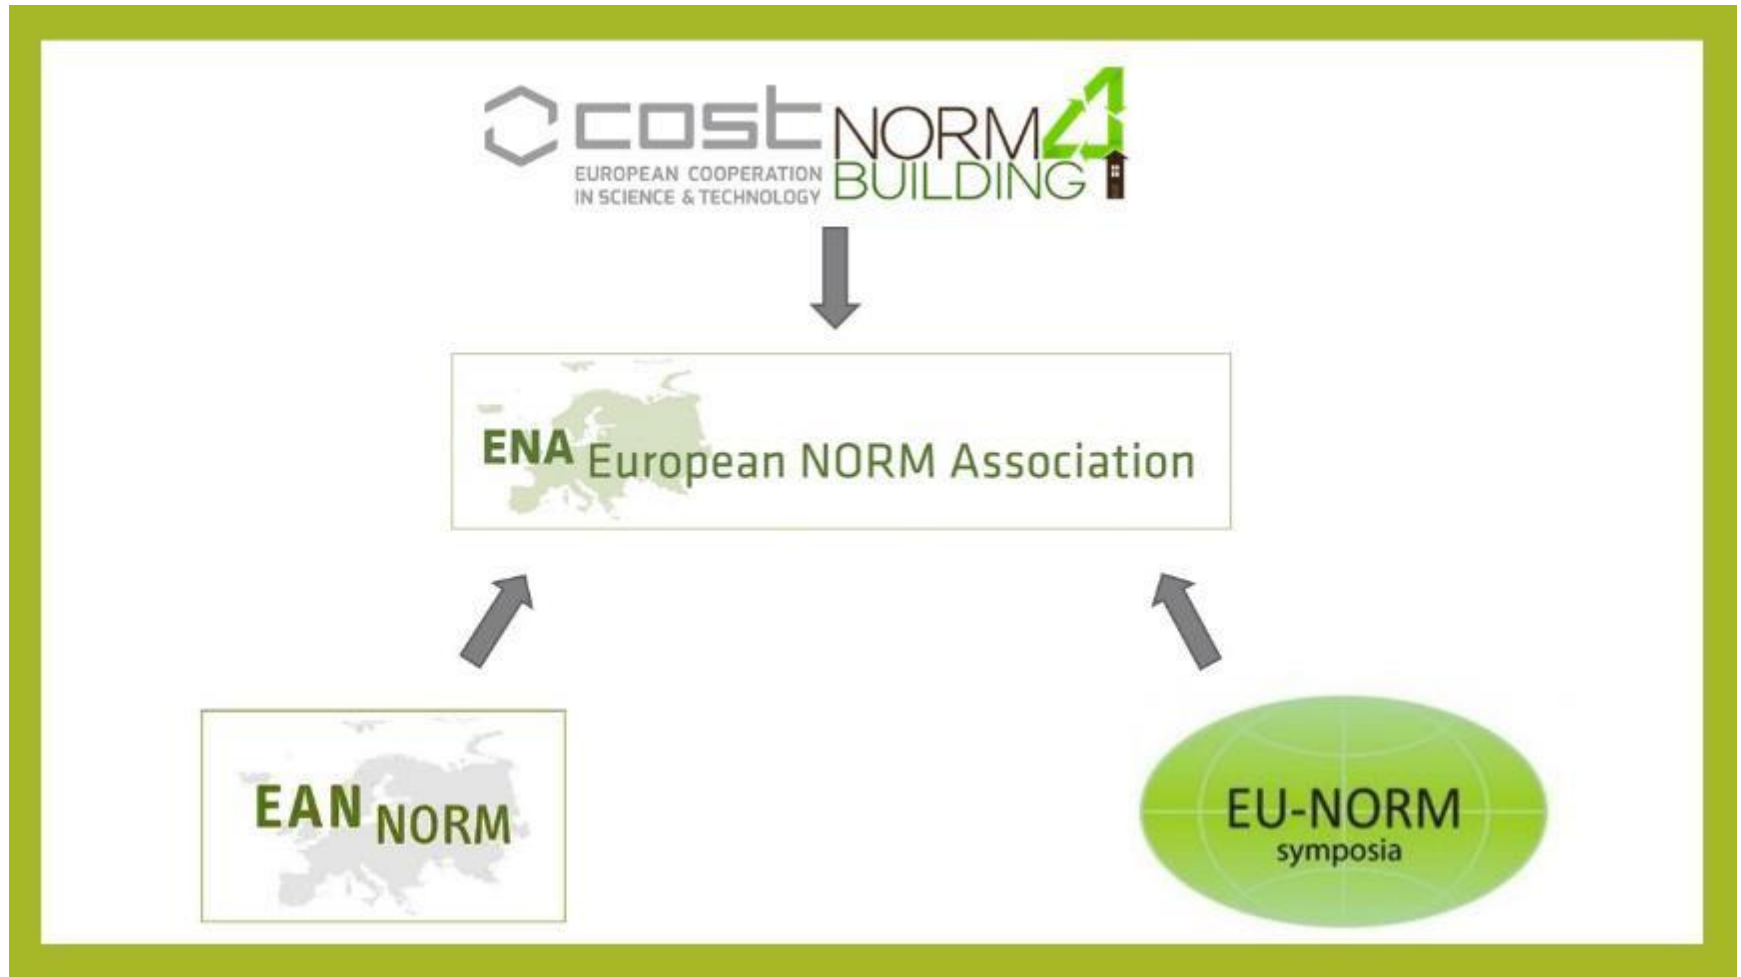 cost
EUROPEAN COOPERATION
IN SCIENCE & TECHNOLOGY
NORM4
BUILDING
ENA European NORM Association
EAN NORM
EU-NORM
symposia